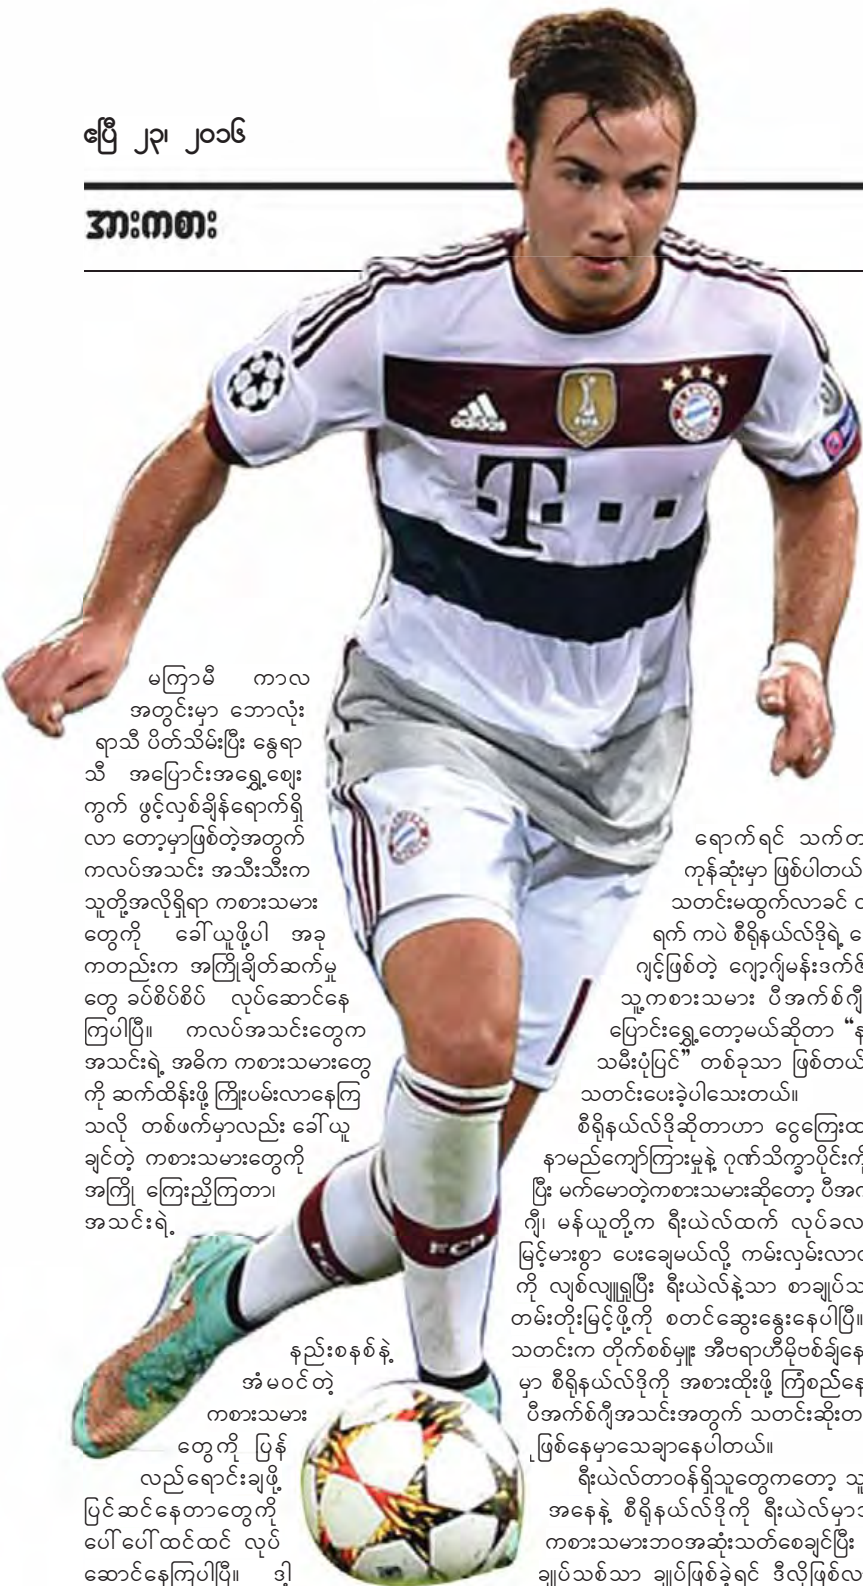 ဧပြီ ၂၃၊ ၂၀၁၆
အားကစား
adidas
T
FCB
FCB
မကြာမီ ကာလ
အတွင်းမှာ ဘောလုံး
ရာသီ ပိတ်သိမ်းပြီး နွေရာ
သီ အပြောင်းအရွှေ့ဈေး
ကွက် ဖွင့်လှစ်ချိန်ရောက်ရှိ
လာ တော့မှာဖြစ်တဲ့အတွက်
ကလပ်အသင်း အသီးသီးက
သူတို့အလိုရှိရာ ကစားသမား
တွေကို ခေါ်ယူဖို့ပါ အခု
ကတည်းက အကြိုချိတ်ဆက်မှု
တွေ ခပ်စိပ်စိပ် လုပ်ဆောင်နေ
ကြပါပြီ။ ကလပ်အသင်းတွေက
အသင်းရဲ့ အဓိက ကစားသမားတွေ
ကို ဆက်ထိန်းဖို့ ကြိုးပမ်းလာနေကြ
သလို တစ်ဖက်မှာလည်း ခေါ်ယူ
ချင်တဲ့ ကစားသမားတွေကို
အကြို ကြေးညှိကြတာ၊
အသင်းရဲ့
နည်းစနစ်နဲ့
အံမဝင်တဲ့
ကစားသမား
တွေကို ပြန်
လည်ရောင်းချဖို့
ပြင်ဆင်နေတာတွေကို
ပေါ်ပေါ်ထင်ထင် လုပ်
ဆောင်နေကြပါပြီ။ ဒါ့
ရောက်ရင် သက်တ
ကုန်ဆုံးမှာ ဖြစ်ပါတယ်
သတင်းမထွက်လာခင်
ရက် ကပဲ စီရိုနယ်လ်ဒိုရဲ့
ဂျင့်ဖြစ်တဲ့ ဂျော့ဂျ်မန်းဒက်ဇ်
သူ့ကစားသမား ပီအက်စ်ဂျီ
ပြောင်းရွှေ့တော့မယ်ဆိုတာ “န
သမီးပုံပြင်” တစ်ခုသာ ဖြစ်တယ်
သတင်းပေးခဲ့ပါသေးတယ်။
စီရိုနယ်လ်ဒိုဆိုတာဟာ ငွေကြေးထ
နာမည်ကျော်ကြားမှုနဲ့ ဂုဏ်သိက္ခာပိုင်းကို
ပြီး မက်မောတဲ့ကစားသမားဆိုတော့ ပီအက
ဂျီ၊ မန်ယူတို့က ရီးယဲလ်ထက် လုပ်ခလ
မြင့်မားစွာ ပေးချေမယ်လို့ ကမ်းလှမ်းလာ
ကို လျစ်လျူရှုပြီး ရီးယဲလ်နဲ့သာ စာချုပ်သ
တမ်းတိုးမြင့်ဖို့ကို စတင်ဆွေးနွေးနေပါပြီ။
သတင်းက တိုက်စစ်မှူး အီဗရာဟီမိုဗစ်ချ်နေ
မှာ စီရိုနယ်လ်ဒိုကို အစားထိုးဖို့ ကြံစည်နေ
ပီအက်စ်ဂျီအသင်းအတွက် သတင်းဆိုးတ
ဖြစ်နေမှာသေချာနေပါတယ်။
ရီးယဲလ်တာဝန်ရှိသူတွေကတော့ သူ
အနေနဲ့ စီရိုနယ်လ်ဒိုကို ရီးယဲလ်မှာ
ကစားသမားဘဝအဆုံးသတ်စေချင်ပြီး
ချုပ်သစ်သာ ချုပ်ဖြစ်ခဲ့ရင် ဒီလိုဖြစ်လ